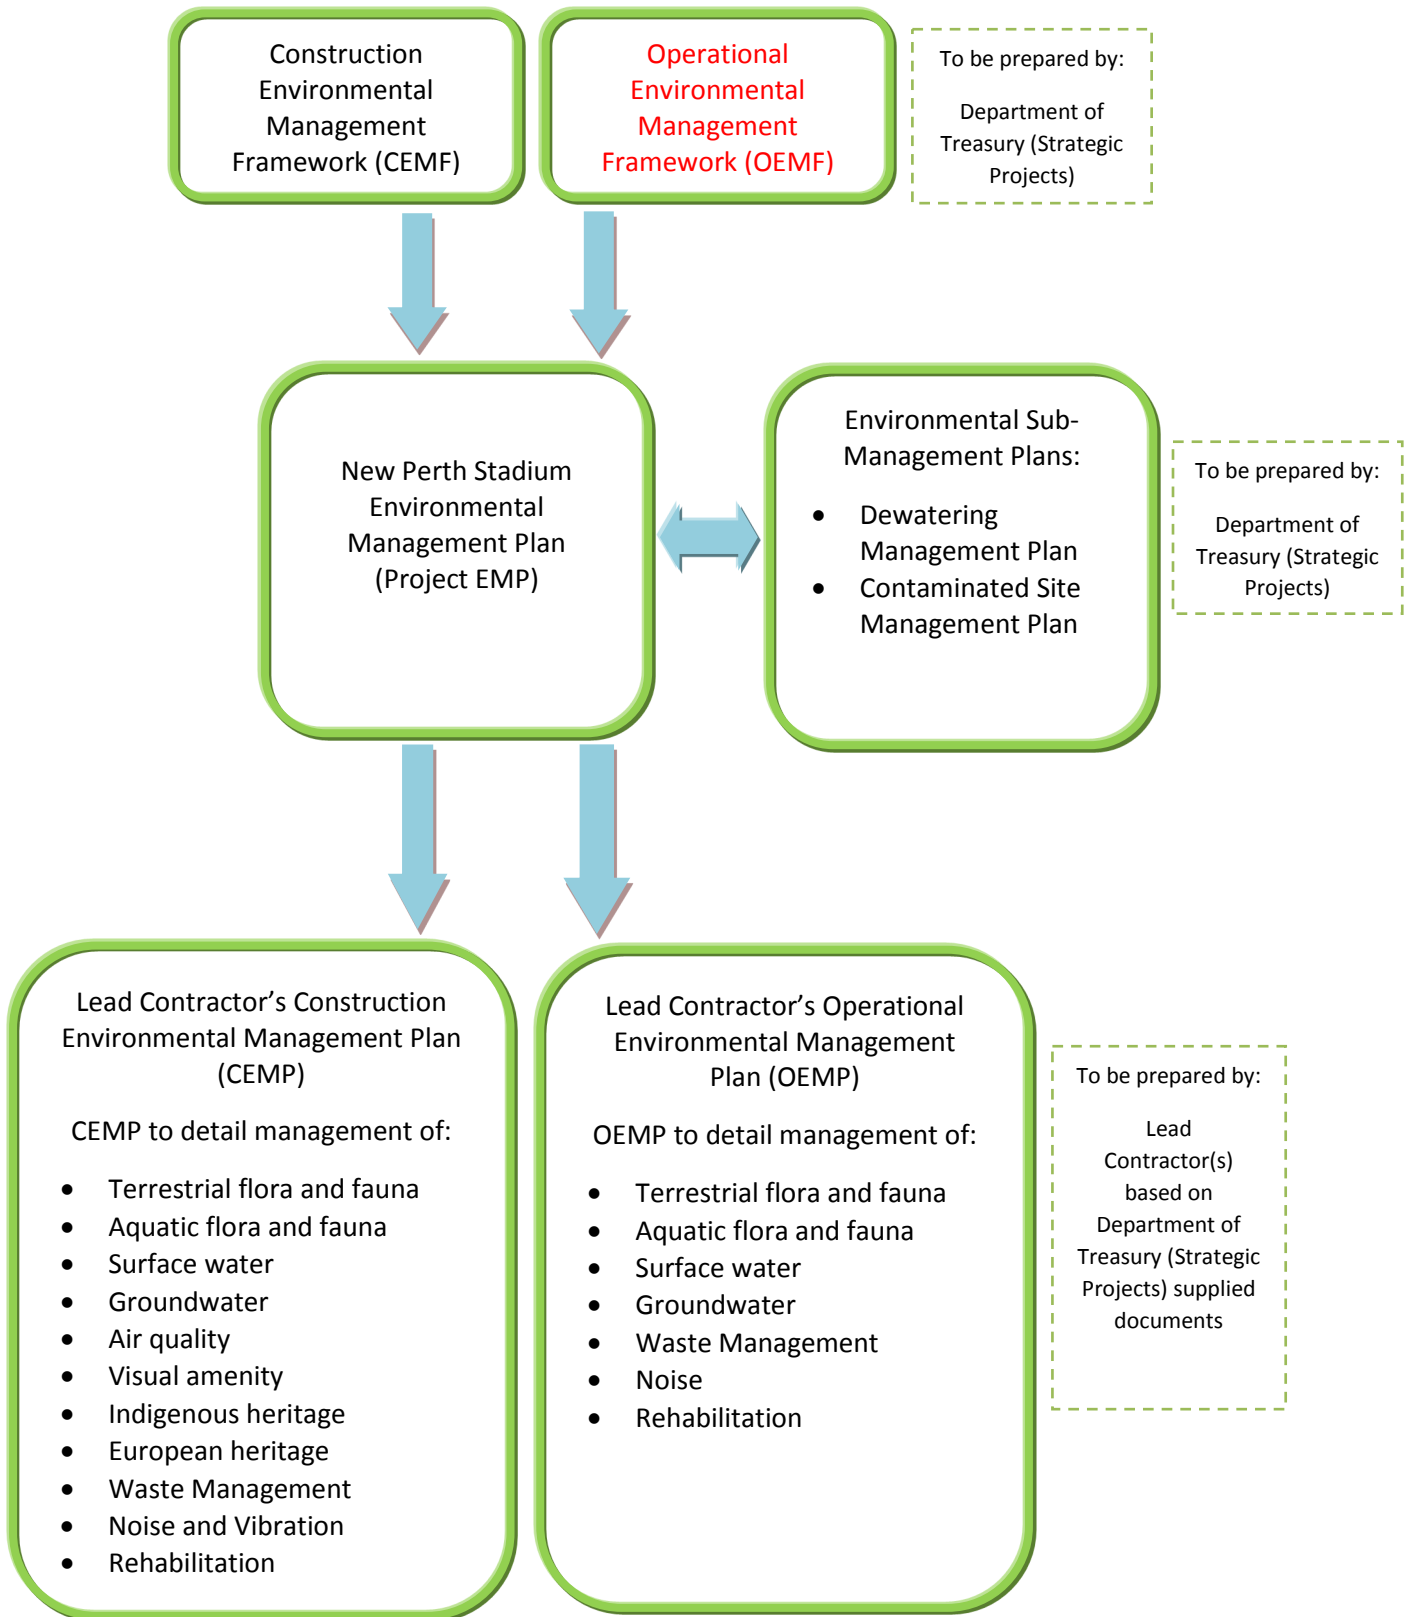 Construction
Environmental
Management
Framework (CEMF)
Operational
Environmental
Management
Framework (OEMF)
To be prepared by:
Department of
Treasury (Strategic
Projects)
New Perth Stadium
Environmental
Management Plan
(Project EMP)
Environmental Sub-
Management Plans:
• Dewatering
Management Plan
• Contaminated Site
Management Plan
To be prepared by:
Department of
Treasury (Strategic
Projects)
Lead Contractor’s Construction
Environmental Management Plan
(CEMP)
CEMP to detail management of:
• Terrestrial flora and fauna
• Aquatic flora and fauna
• Surface water
• Groundwater
• Air quality
• Visual amenity
• Indigenous heritage
• European heritage
• Waste Management
• Noise and Vibration
• Rehabilitation
Lead Contractor’s Operational
Environmental Management
Plan (OEMP)
OEMP to detail management of:
• Terrestrial flora and fauna
• Aquatic flora and fauna
• Surface water
• Groundwater
• Waste Management
• Noise
• Rehabilitation
To be prepared by:
Lead
Contractor(s)
based on
Department of
Treasury (Strategic
Projects) supplied
documents